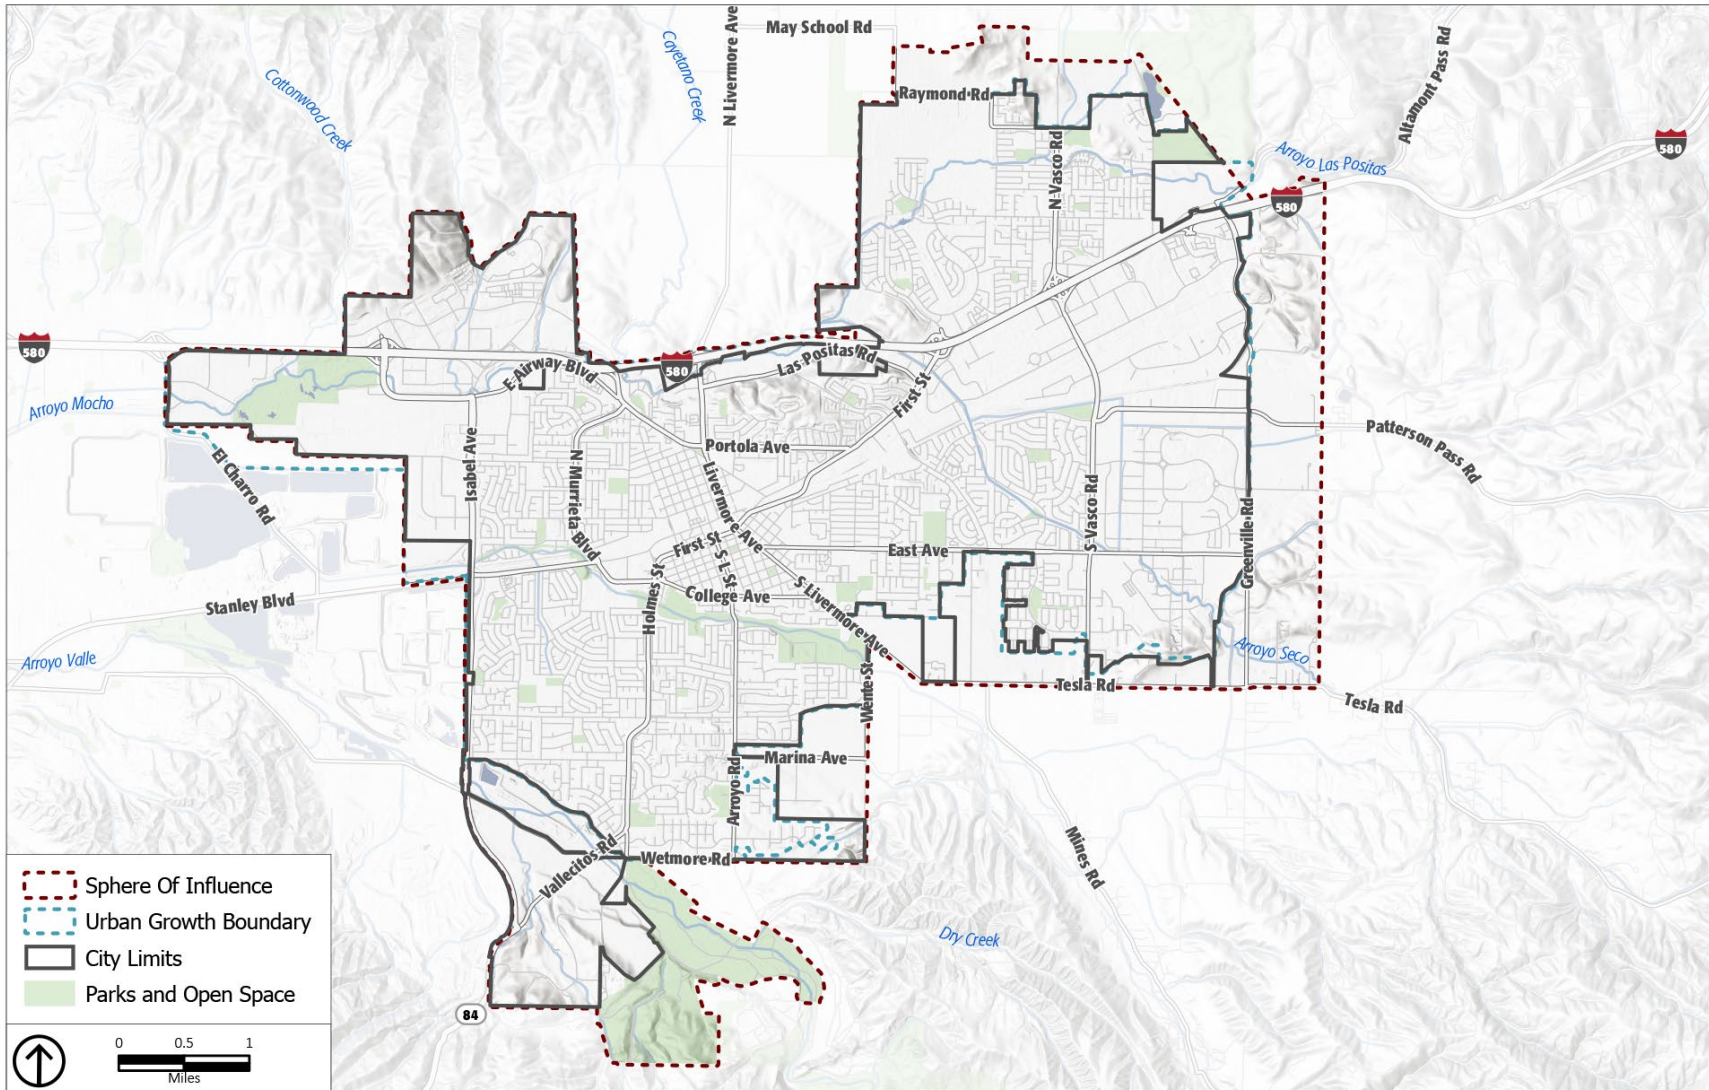 May School Rd
N Livermore Ave
Cayetano Creek
Cottonwood Creek
Altamont Pass Rd
Raymond Rd
580
N Vasco Rd
Arroyo Las Positas
580
580
580
E Airway Blvd
Las Positas Rd
First St
Arroyo Mocho
Portola Ave
Patterson Pass Rd
El Charro Rd
Isabel Ave
N Murrieta Blvd
Livermore Ave
S Vasco Rd
Greenville Rd
First St
East Ave
S L St
Stanley Blvd
Holmes St
College Ave
S Livermore Ave
Arroyo Valle
Arroyo Seco
Wente St
Tesla Rd
Tesla Rd
Marina Ave
Arroyo Rd
Mines Rd
Wetmore Rd
Vallecitos Rd
Dry Creek
84
Sphere Of Influence
Urban Growth Boundary
City Limits
Parks and Open Space
0 0.5 1
Miles